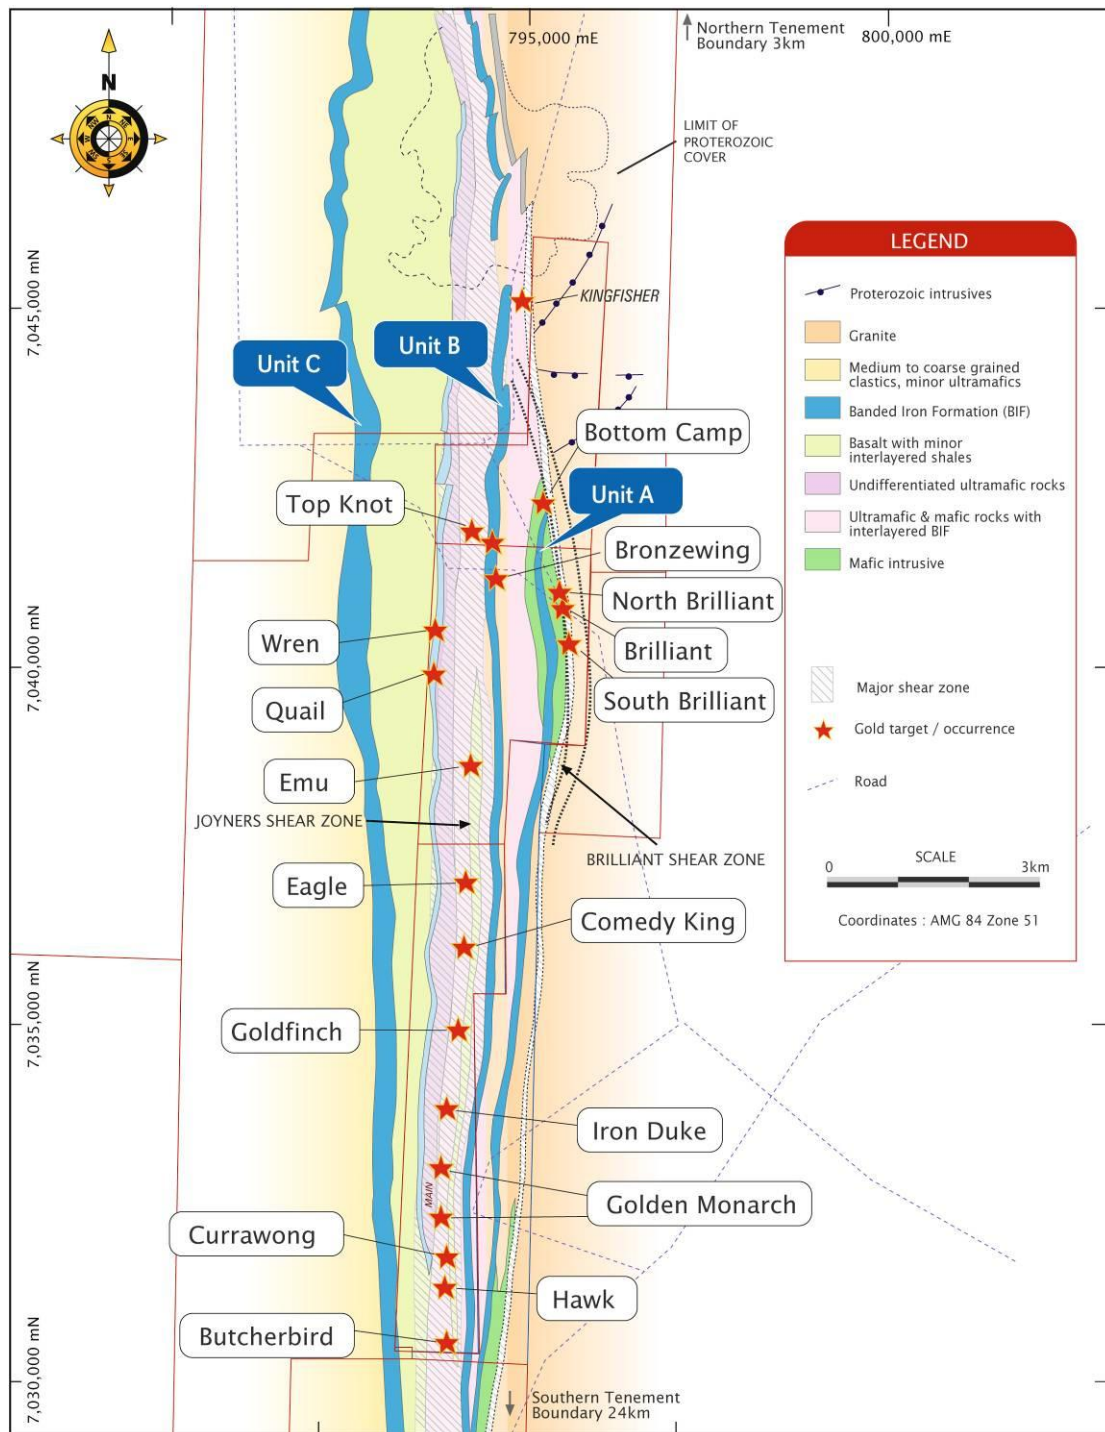 795,000 mE
Northern Tenement
Boundary 3km
800,000 mE
N
N
NE
E
SE
S
SW
W
NW
LIMIT OF
PROTEROZOIC
COVER
7,045,000 mN
KINGFISHER
Unit C
Unit B
Bottom Camp
Unit A
Top Knot
Bronzewing
North Brilliant
Wren
Brilliant
7,040,000 mN
Quail
South Brilliant
Emu
JOYNERS SHEAR ZONE
BRILLIANT SHEAR ZONE
Eagle
Comedy King
7,035,000 mN
Goldfinch
Iron Duke
MAIN
Golden Monarch
Currawong
Hawk
Butcherbird
7,030,000 mN
Southern Tenement
Boundary 24km
LEGEND
Proterozoic intrusives
Granite
Medium to coarse grained
clastics, minor ultramafics
Banded Iron Formation (BIF)
Basalt with minor
interlayered shales
Undifferentiated ultramafic rocks
Ultramafic & mafic rocks with
interlayered BIF
Mafic intrusive
Major shear zone
Gold target / occurrence
Road
SCALE
0 3km
Coordinates : AMG 84 Zone 51